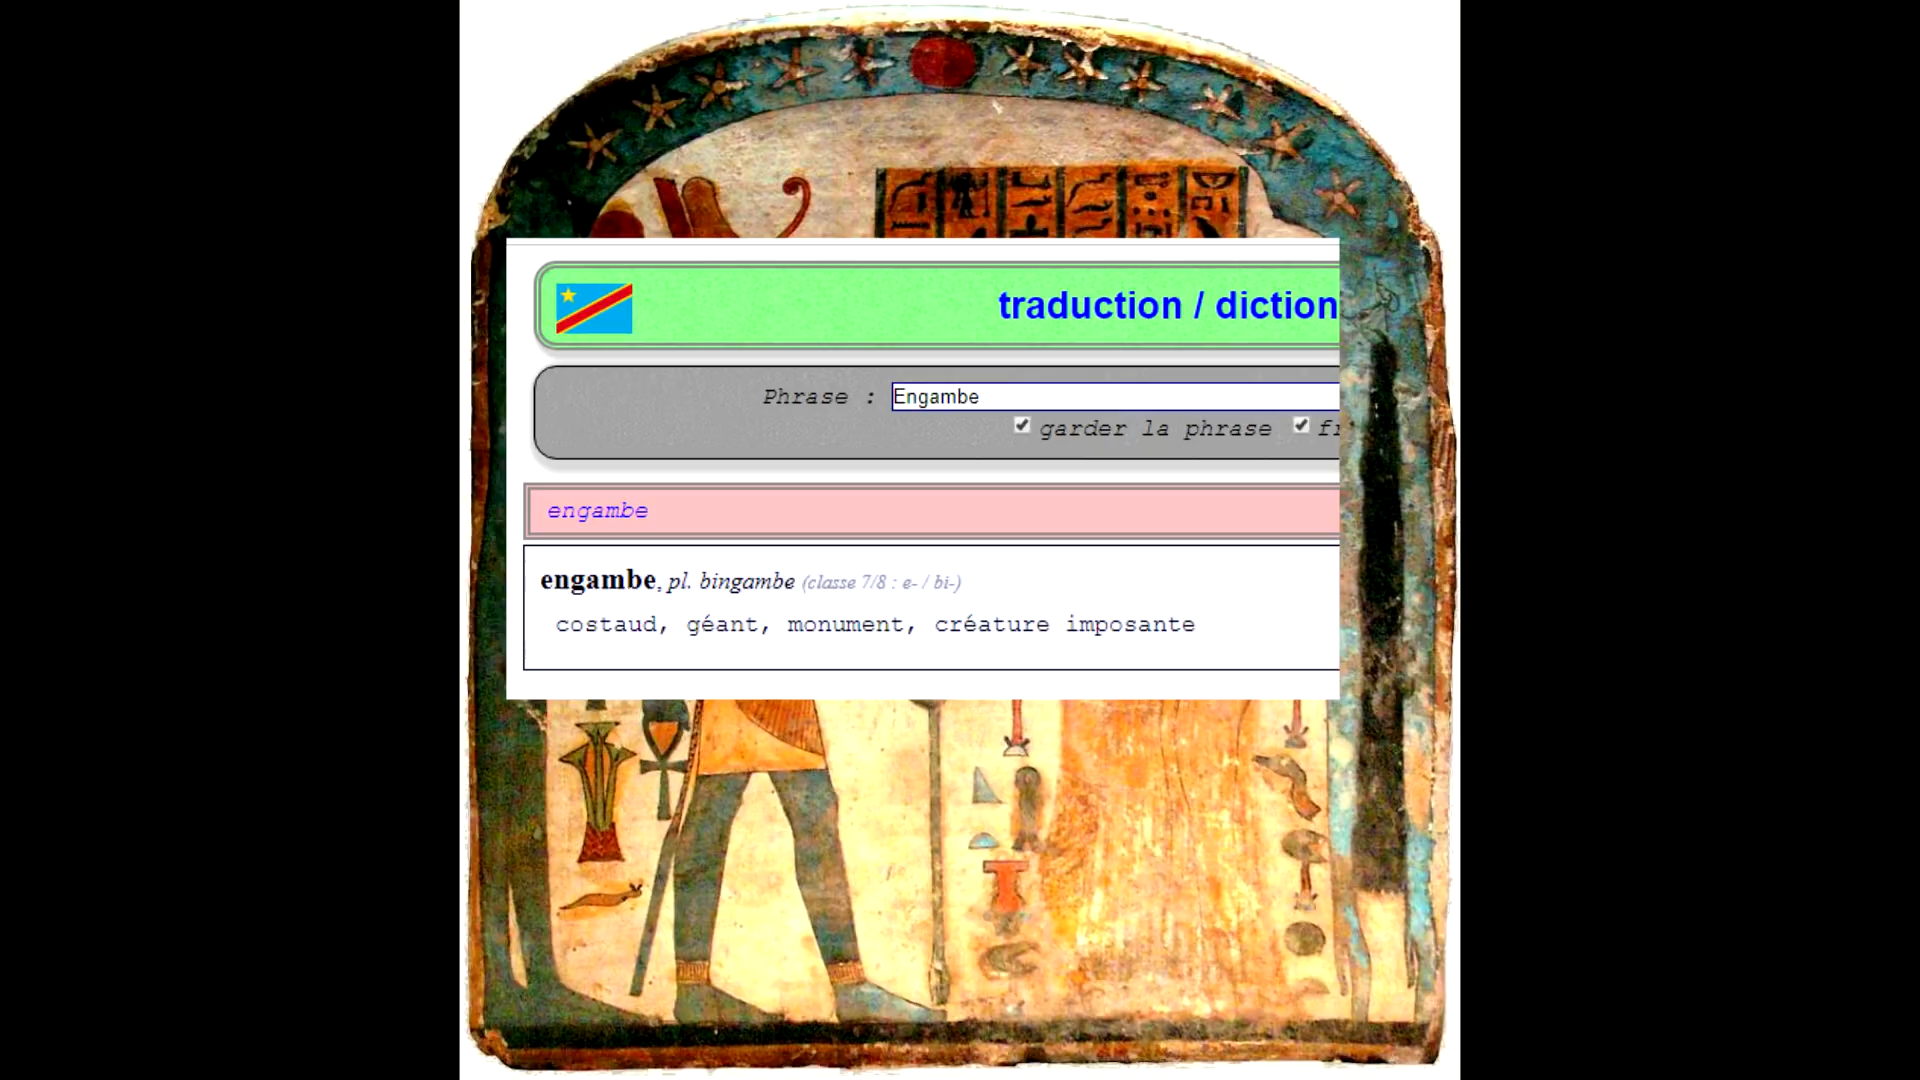 traduction / diction
Phrase : Engambe
garder la phrase
engambe
engambe, pl. bingambe (classe 7/8 : e- / bi-)
costaud, géant, monument, créature imposante